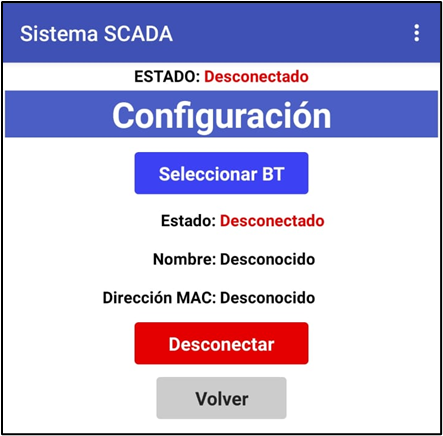 Sistema SCADA
ESTADO: Desconectado
Configuración
Seleccionar BT
Estado: Desconectado
Nombre: Desconocido
Dirección MAC: Desconocido
Desconectar
Volver